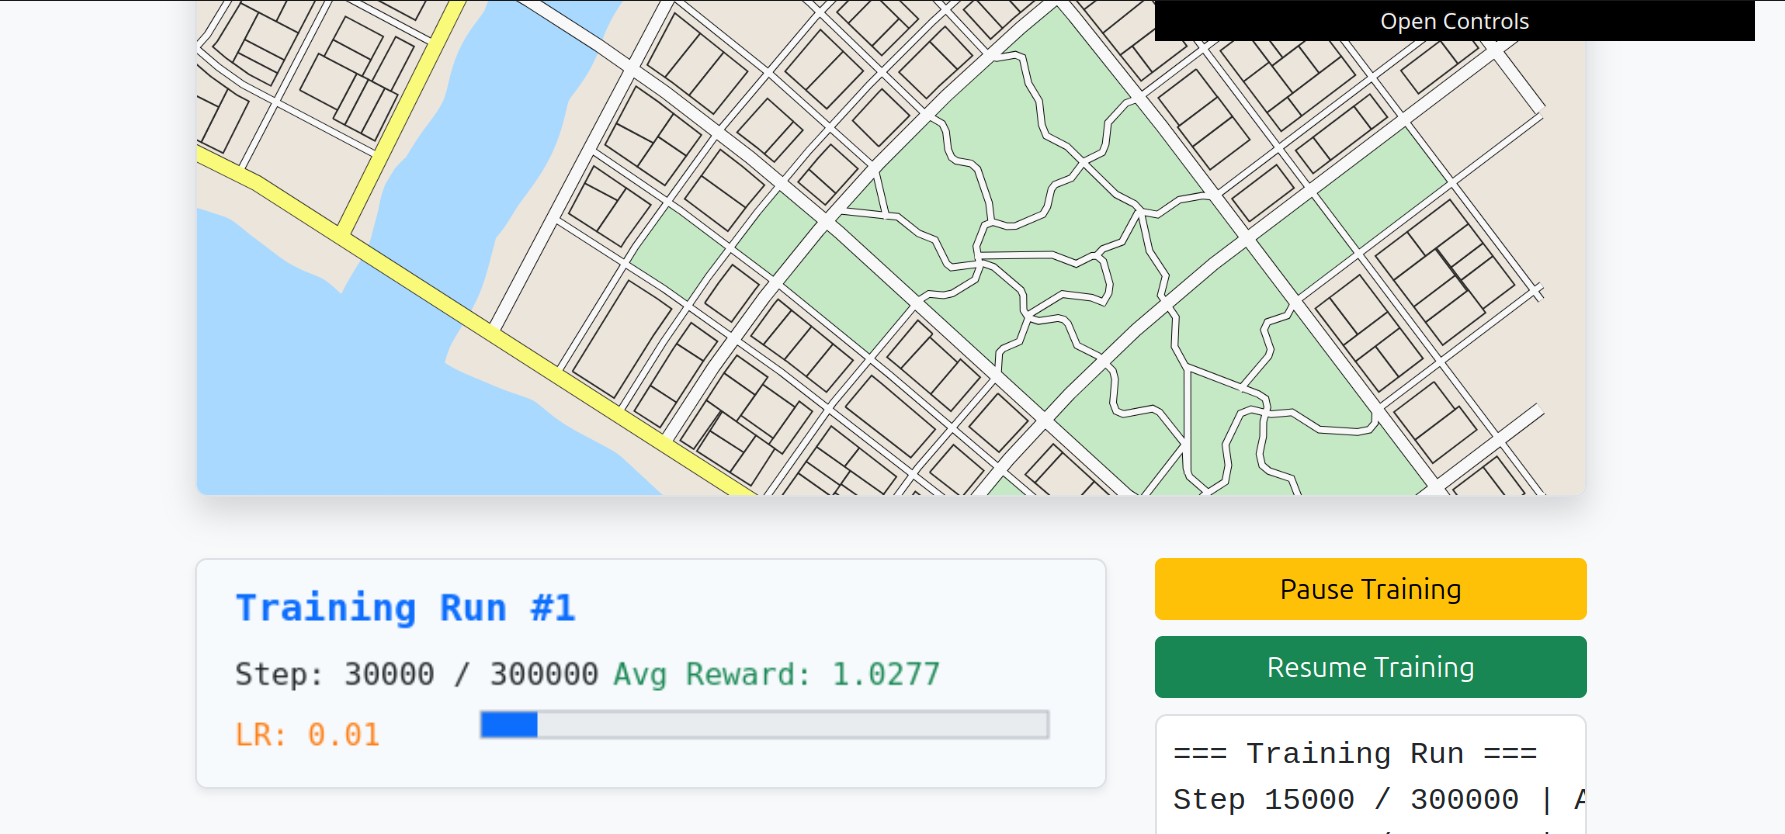 Open Controls
Training Run #1
Step: 30000 / 300000 Avg Reward: 1.0277
LR: 0.01
Pause Training
Resume Training
=== Training Run ===
Step 15000 / 300000 | A